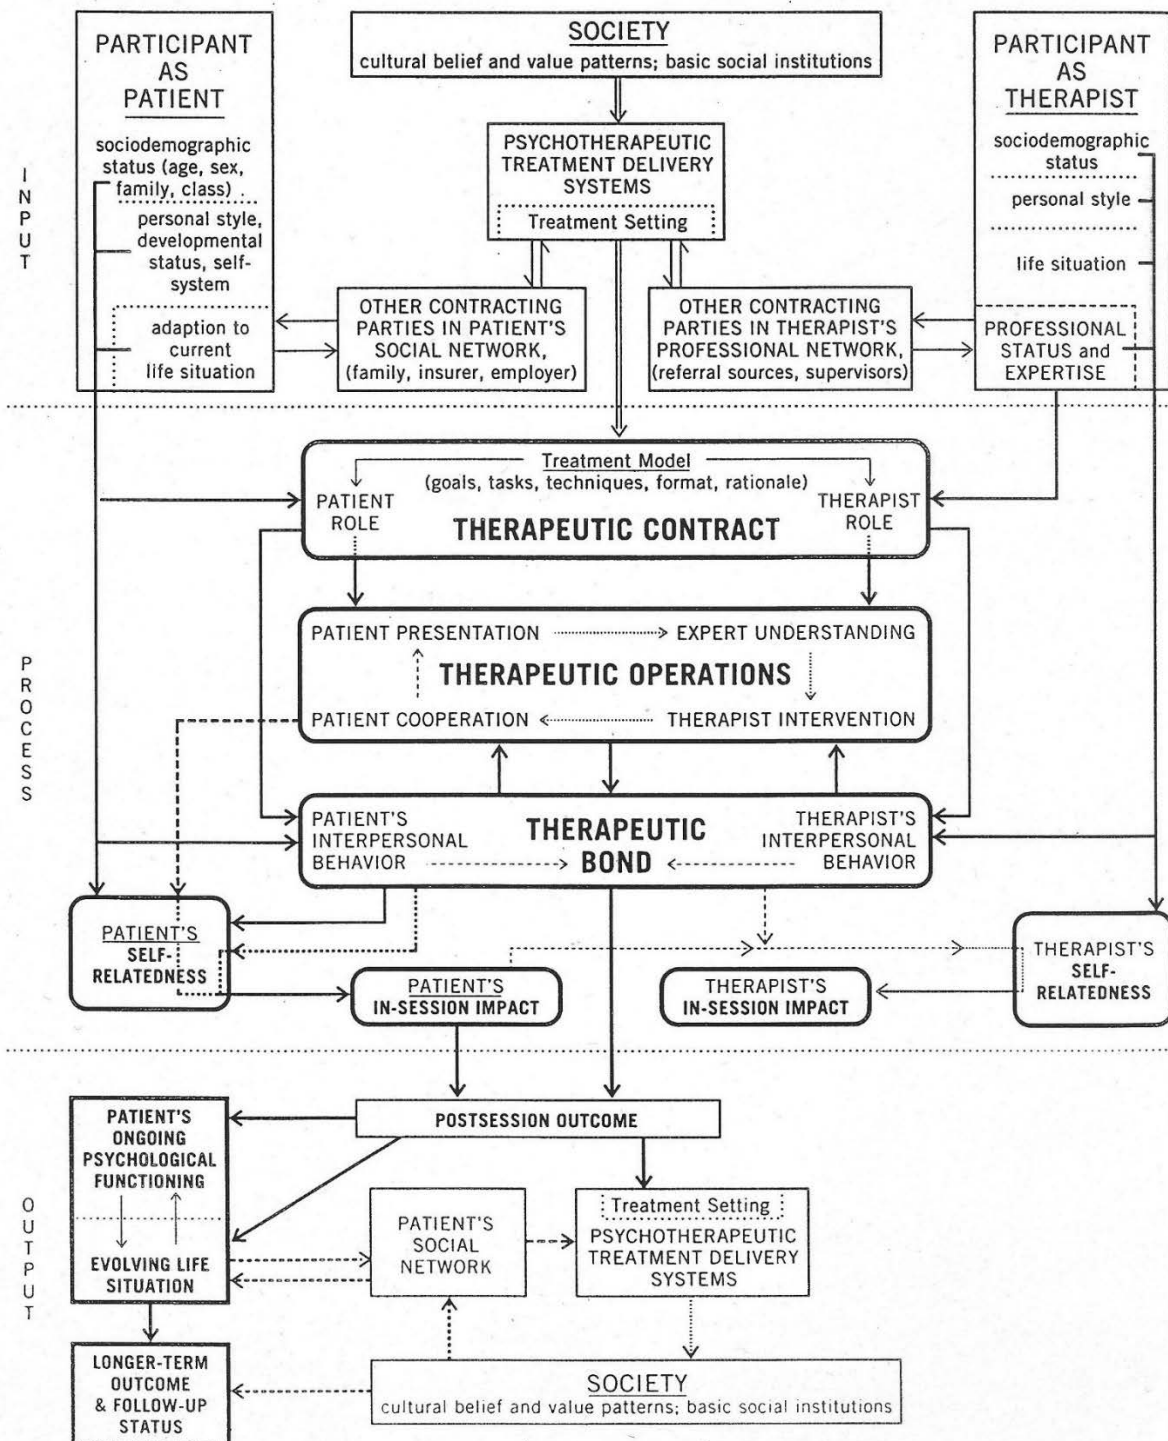 PARTICIPANT
AS
PATIENT
sociodemographic
status (age, sex,
family, class)
personal style,
developmental
status, self-
system
adaption to
current
life situation
SOCIETY
cultural belief and value patterns; basic social institutions
PSYCHOTHERAPEUTIC
TREATMENT DELIVERY
SYSTEMS
Treatment Setting
OTHER CONTRACTING
PARTIES IN PATIENT'S
SOCIAL NETWORK,
(family, insurer, employer)
OTHER CONTRACTING
PARTIES IN THERAPIST'S
PROFESSIONAL NETWORK,
(referral sources, supervisors)
PARTICIPANT
AS
THERAPIST
sociodemographic
status
personal style
life situation
PROFESSIONAL
STATUS and
EXPERTISE
INPUT
Treatment Model
(goals, tasks, techniques, format, rationale)
PATIENT
ROLE
THERAPIST
ROLE
THERAPEUTIC CONTRACT
PATIENT PRESENTATION
EXPERT UNDERSTANDING
THERAPEUTIC OPERATIONS
PATIENT COOPERATION
THERAPIST INTERVENTION
PROCESS
PATIENT'S
INTERPERSONAL
BEHAVIOR
THERAPEUTIC
BOND
THERAPIST'S
INTERPERSONAL
BEHAVIOR
PATIENT'S
SELF-
RELATEDNESS
PATIENT'S
IN-SESSION IMPACT
THERAPIST'S
IN-SESSION IMPACT
THERAPIST'S
SELF-
RELATEDNESS
POSTSESSION OUTCOME
PATIENT'S
ONGOING
PSYCHOLOGICAL
FUNCTIONING
EVOLVING LIFE
SITUATION
OUTPUT
PATIENT'S
SOCIAL
NETWORK
Treatment Setting
PSYCHOTHERAPEUTIC
TREATMENT DELIVERY
SYSTEMS
LONGER-TERM
OUTCOME
& FOLLOW-UP
STATUS
SOCIETY
cultural belief and value patterns; basic social institutions